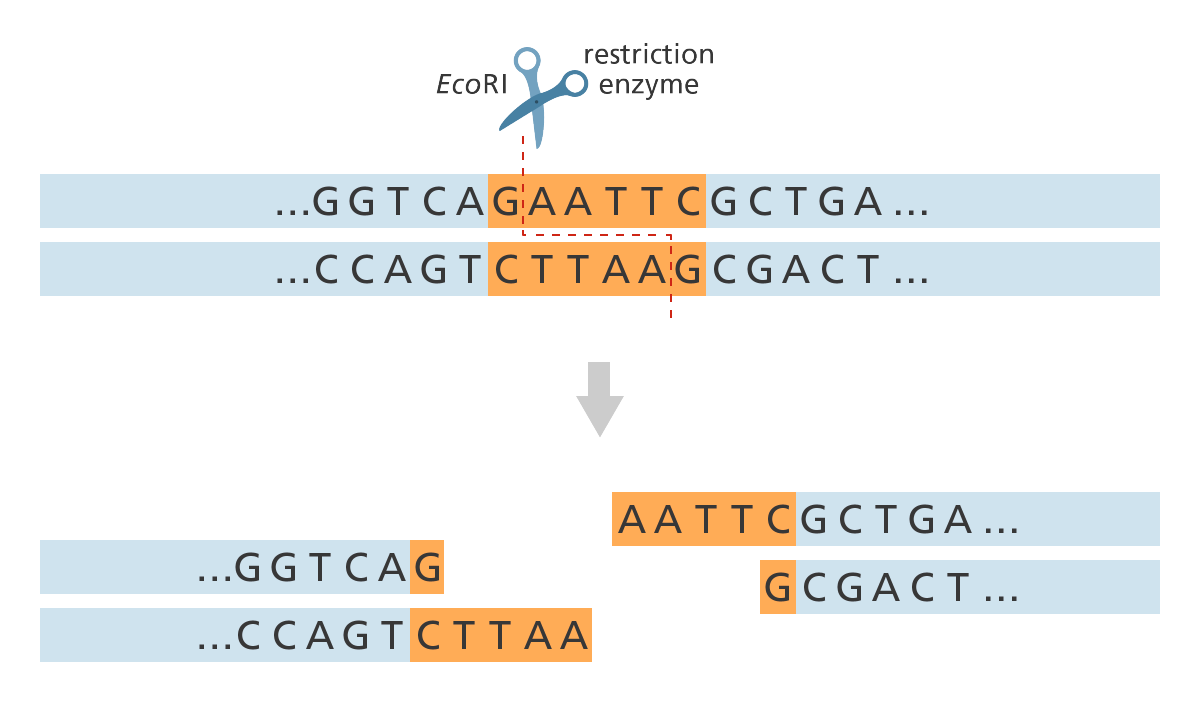 restriction
EcoRI enzyme
...GGTCAGAATTCGCTGA...
...CCAGTCTTAAGCGACT...
AATTCGCTGA...
...GGTCAG
GCGACT...
...CCAGTCTTAA